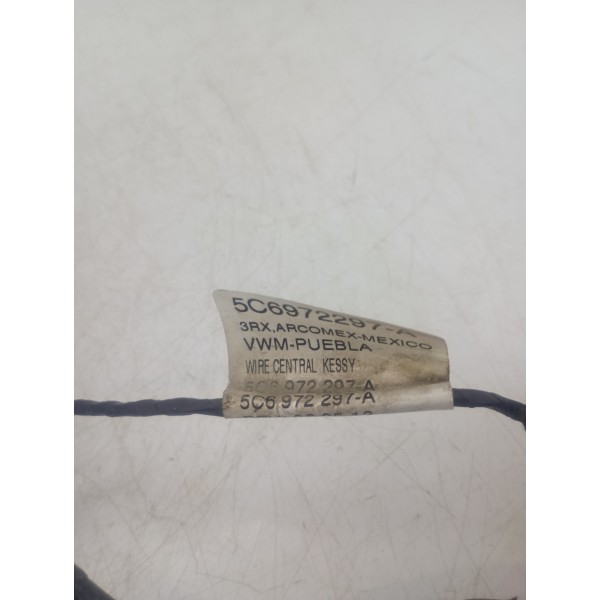 5C6972297-A
3RX,ARCOMEX-MEXICO
VWM-PUEBLA
WIRE CENTRAL KESSY
5C6 972 297-A
5C6 972 297-A